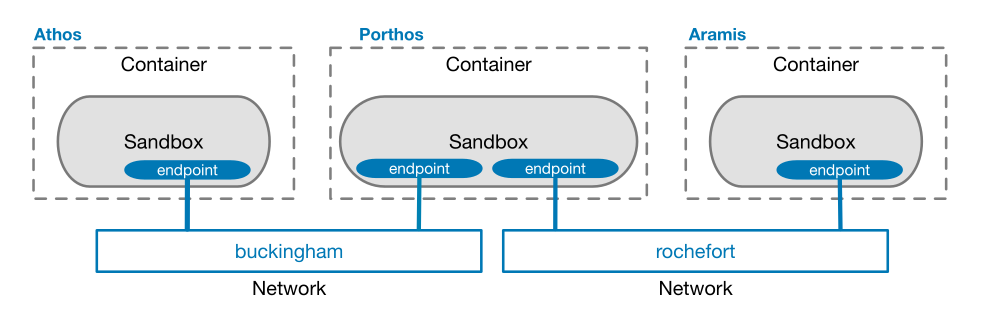 Athos
Porthos
Aramis
Container
Container
Container
Sandbox
Sandbox
Sandbox
endpoint
endpoint
endpoint
endpoint
buckingham
rochefort
Network
Network